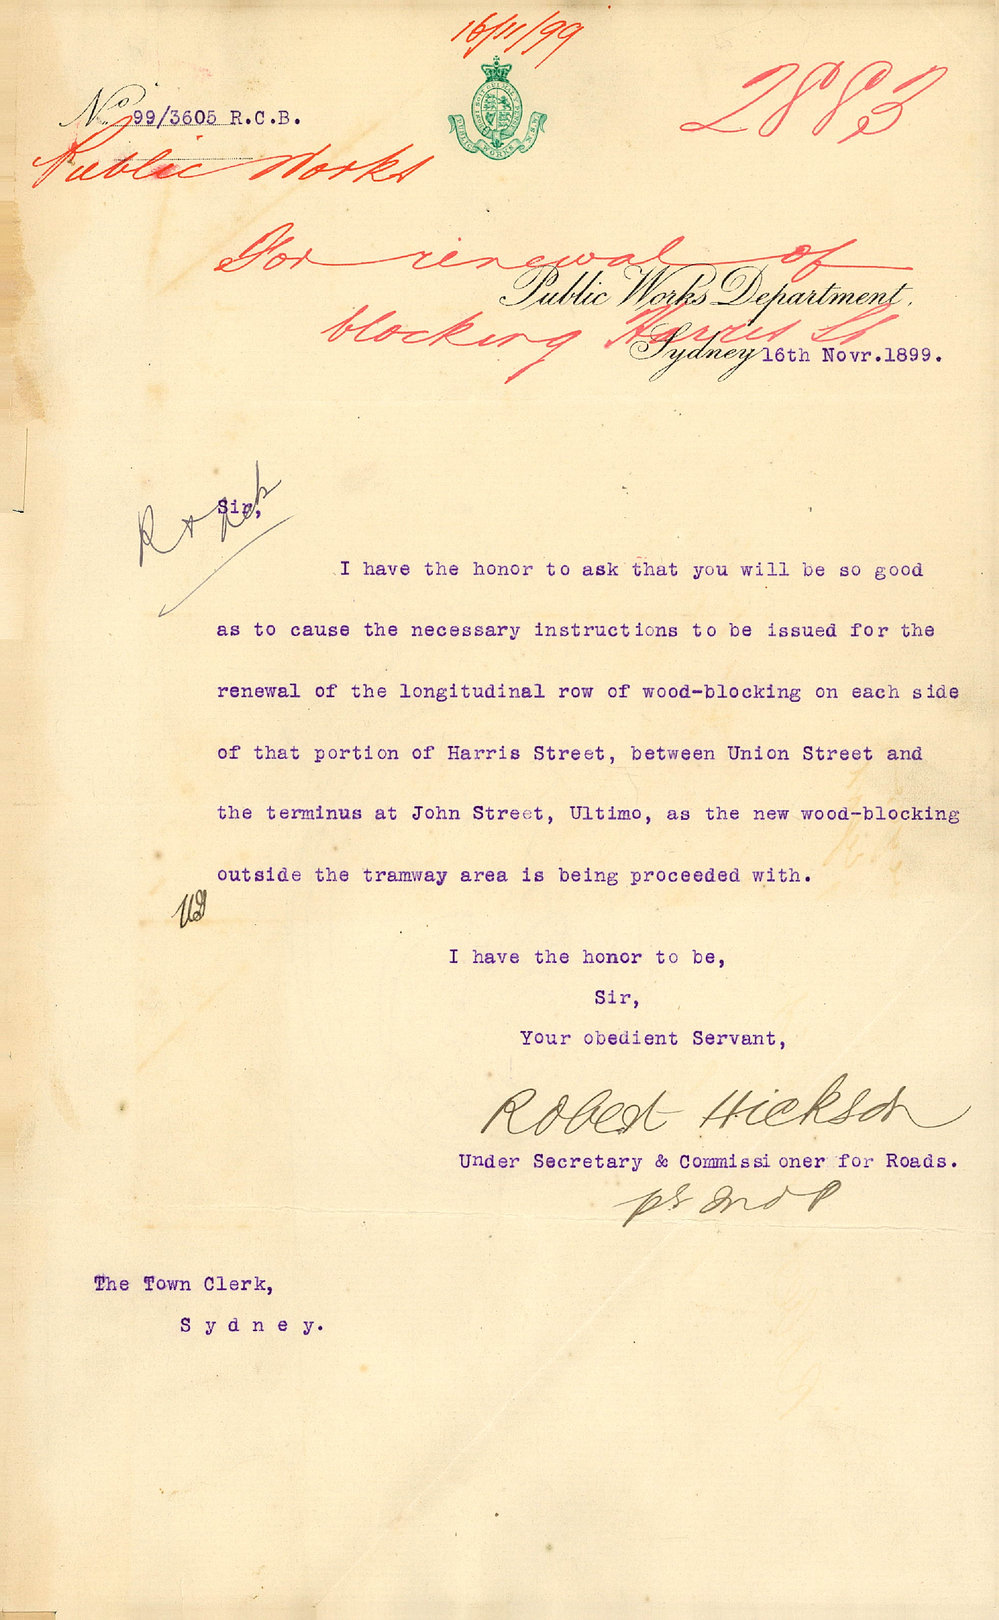 16/11/99
2883
No. 99/3605 R.C.B.
PUBLIC WORKS N.S.W.
Public Works
For renewal of
Public Works Department,
blocking Harris St
Sydney 16th Novr.1899.
Sir,
I have the honor to ask that you will be so good
as to cause the necessary instructions to be issued for the
renewal of the longitudinal row of wood-blocking on each side
of that portion of Harris Street, between Union Street and
the terminus at John Street, Ultimo, as the new wood-blocking
outside the tramway area is being proceeded with.
I have the honor to be,
Sir,
Your obedient Servant,
Robert Hickson
Under Secretary & Commissioner for Roads.
The Town Clerk,
Sydney.